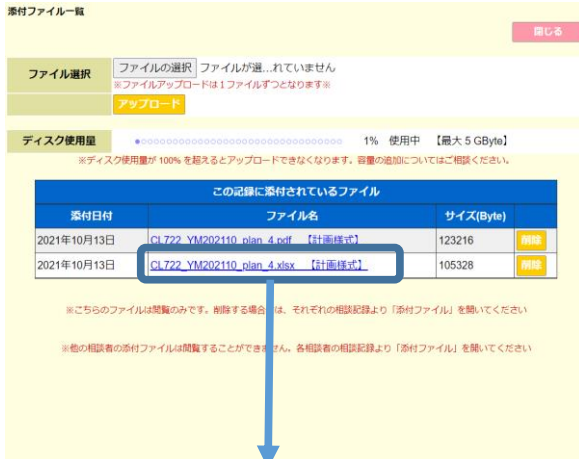 添付ファイル一覧
閉じる
ファイル選択
ファイルの選択 ファイルが選...れていません
※ファイルアップロードは1ファイルずつとなります※
アップロード
ディスク使用量 1% 使用中 【最大 5 GByte】
※ディスク使用量が 100% を超えるとアップロードできなくなります。容量の追加についてはご相談ください。
この記録に添付されているファイル
添付日付 ファイル名 サイズ(Byte)
2021年10月13日 CL722_YM202110_plan_4.pdf 【計画様式】 123216 削除
2021年10月13日 CL722_YM202110_plan_4.xlsx 【計画様式】 105328 削除
※こちらのファイルは閲覧のみです。削除する場合は、それぞれの相談記録より「添付ファイル」を開いてください
※他の相談者の添付ファイルは閲覧することができません。各相談者の相談記録より「添付ファイル」を開いてください